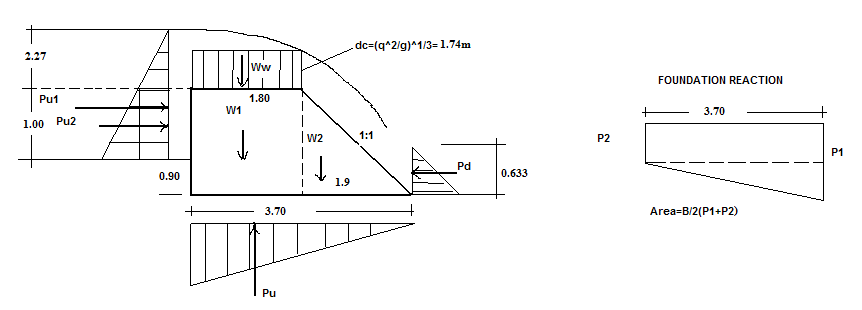 2.27
dc=(q^2/g)^1/3= 1.74m
Ww
FOUNDATION REACTION
Pu1
1.80
1.00
Pu2
W1
3.70
W2
1:1
P2
P1
Pd
0.90
1.9
0.633
3.70
Area=B/2(P1+P2)
Pu